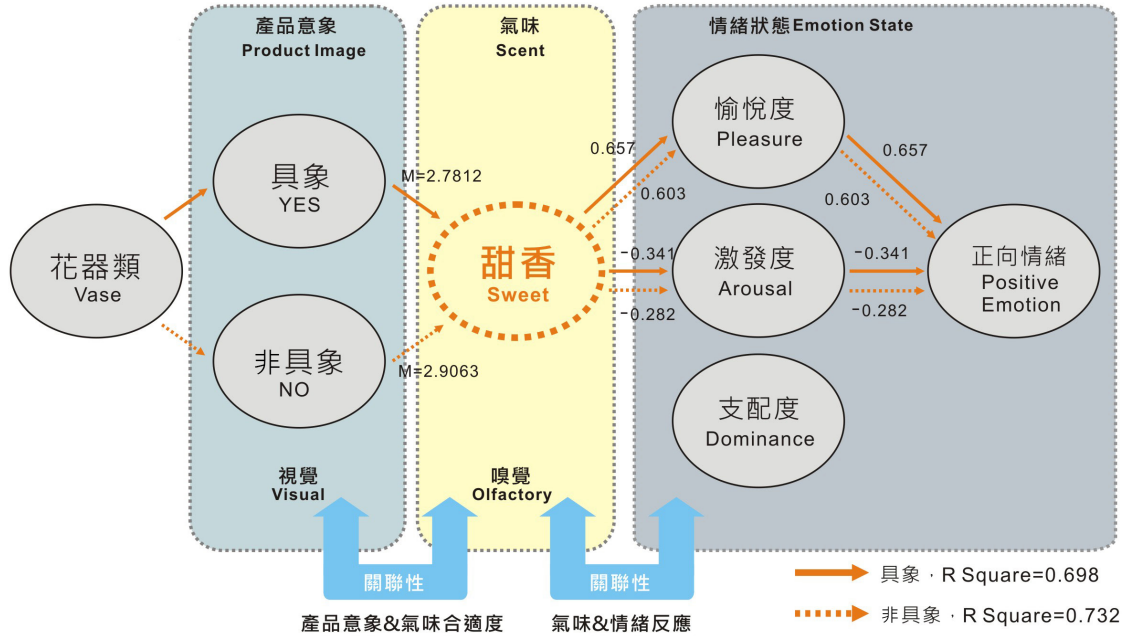 產品意象
Product Image
氣味
Scent
情緒狀態Emotion State
花器類
Vase
具象
YES
非具象
NO
M=2.7812
M=2.9063
甜香
Sweet
0.657
0.603
-0.341
-0.282
愉悅度
Pleasure
激發度
Arousal
支配度
Dominance
0.657
0.603
-0.341
-0.282
正向情緒
Positive
Emotion
視覺
Visual
嗅覺
Olfactory
關聯性
關聯性
產品意象&氣味合適度
氣味&情緒反應
具象，R Square=0.698
非具象，R Square=0.732